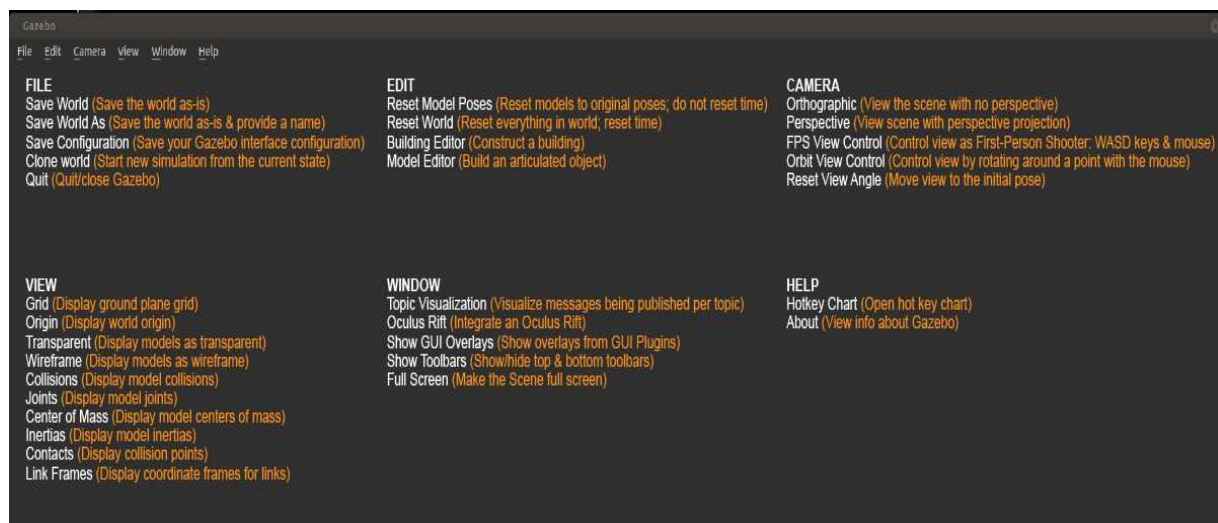 Gazebo
File Edit Camera View Window Help
FILE
Save World (Save the world as-is)
Save World As (Save the world as-is & provide a name)
Save Configuration (Save your Gazebo interface configuration)
Clone world (Start new simulation from the current state)
Quit (Quit/close Gazebo)
EDIT
Reset Model Poses (Reset models to original poses; do not reset time)
Reset World (Reset everything in world; reset time)
Building Editor (Construct a building)
Model Editor (Build an articulated object)
CAMERA
Orthographic (View the scene with no perspective)
Perspective (View scene with perspective projection)
FPS View Control (Control view as First-Person Shooter: WASD keys & mouse)
Orbit View Control (Control view by rotating around a point with the mouse)
Reset View Angle (Move view to the initial pose)
VIEW
Grid (Display ground plane grid)
Origin (Display world origin)
Transparent (Display models as transparent)
Wireframe (Display models as wireframe)
Collisions (Display model collisions)
Joints (Display model joints)
Center of Mass (Display model centers of mass)
Inertias (Display model inertias)
Contacts (Display collision points)
Link Frames (Display coordinate frames for links)
WINDOW
Topic Visualization (Visualize messages being published per topic)
Oculus Rift (Integrate an Oculus Rift)
Show GUI Overlays (Show overlays from GUI Plugins)
Show Toolbars (Show/hide top & bottom toolbars)
Full Screen (Make the Scene full screen)
HELP
Hotkey Chart (Open hot key chart)
About (View info about Gazebo)